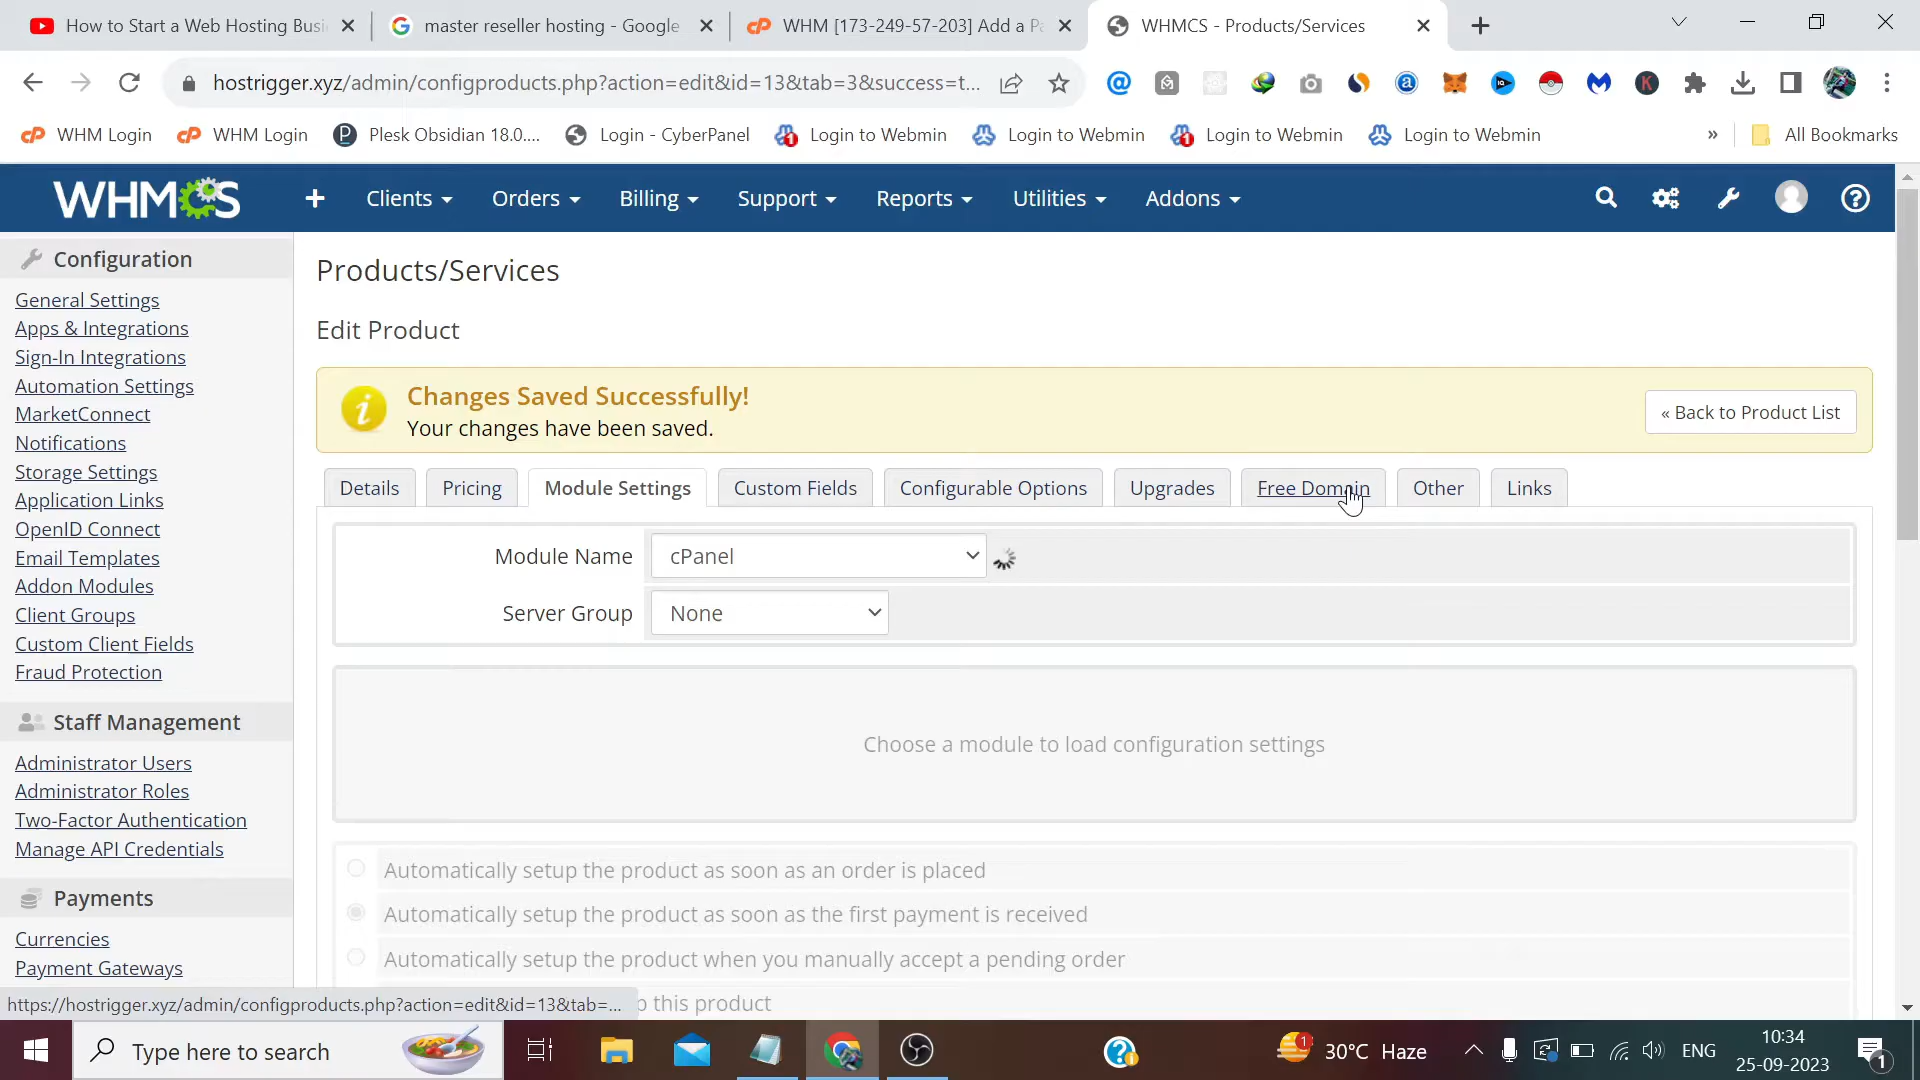 How to Start a Web Hosting Busi
master reseller hosting - Google
WHM [173-249-57-203] Add a Pa
WHMCS - Products/Services
hostrigger.xyz/admin/configproducts.php?action=edit&id=13&tab=3&success=t...
WHM Login
WHM Login
Plesk Obsidian 18.0....
Login - CyberPanel
Login to Webmin
Login to Webmin
Login to Webmin
Login to Webmin
»
All Bookmarks
WHMCS
Clients
Orders
Billing
Support
Reports
Utilities
Addons
Configuration
General Settings
Apps & Integrations
Sign-In Integrations
Automation Settings
MarketConnect
Notifications
Storage Settings
Application Links
OpenID Connect
Email Templates
Addon Modules
Client Groups
Custom Client Fields
Fraud Protection
Staff Management
Administrator Users
Administrator Roles
Two-Factor Authentication
Manage API Credentials
Payments
Currencies
Payment Gateways
Products/Services
Edit Product
Changes Saved Successfully!
Your changes have been saved.
« Back to Product List
Details
Pricing
Module Settings
Custom Fields
Configurable Options
Upgrades
Free Domain
Other
Links
Module Name
cPanel
Server Group
None
Choose a module to load configuration settings
Automatically setup the product as soon as an order is placed
Automatically setup the product as soon as the first payment is received
Automatically setup the product when you manually accept a pending order
this product
https://hostrigger.xyz/admin/configproducts.php?action=edit&id=13&tab=...
Type here to search
30°C Haze
ENG
10:34
25-09-2023
1